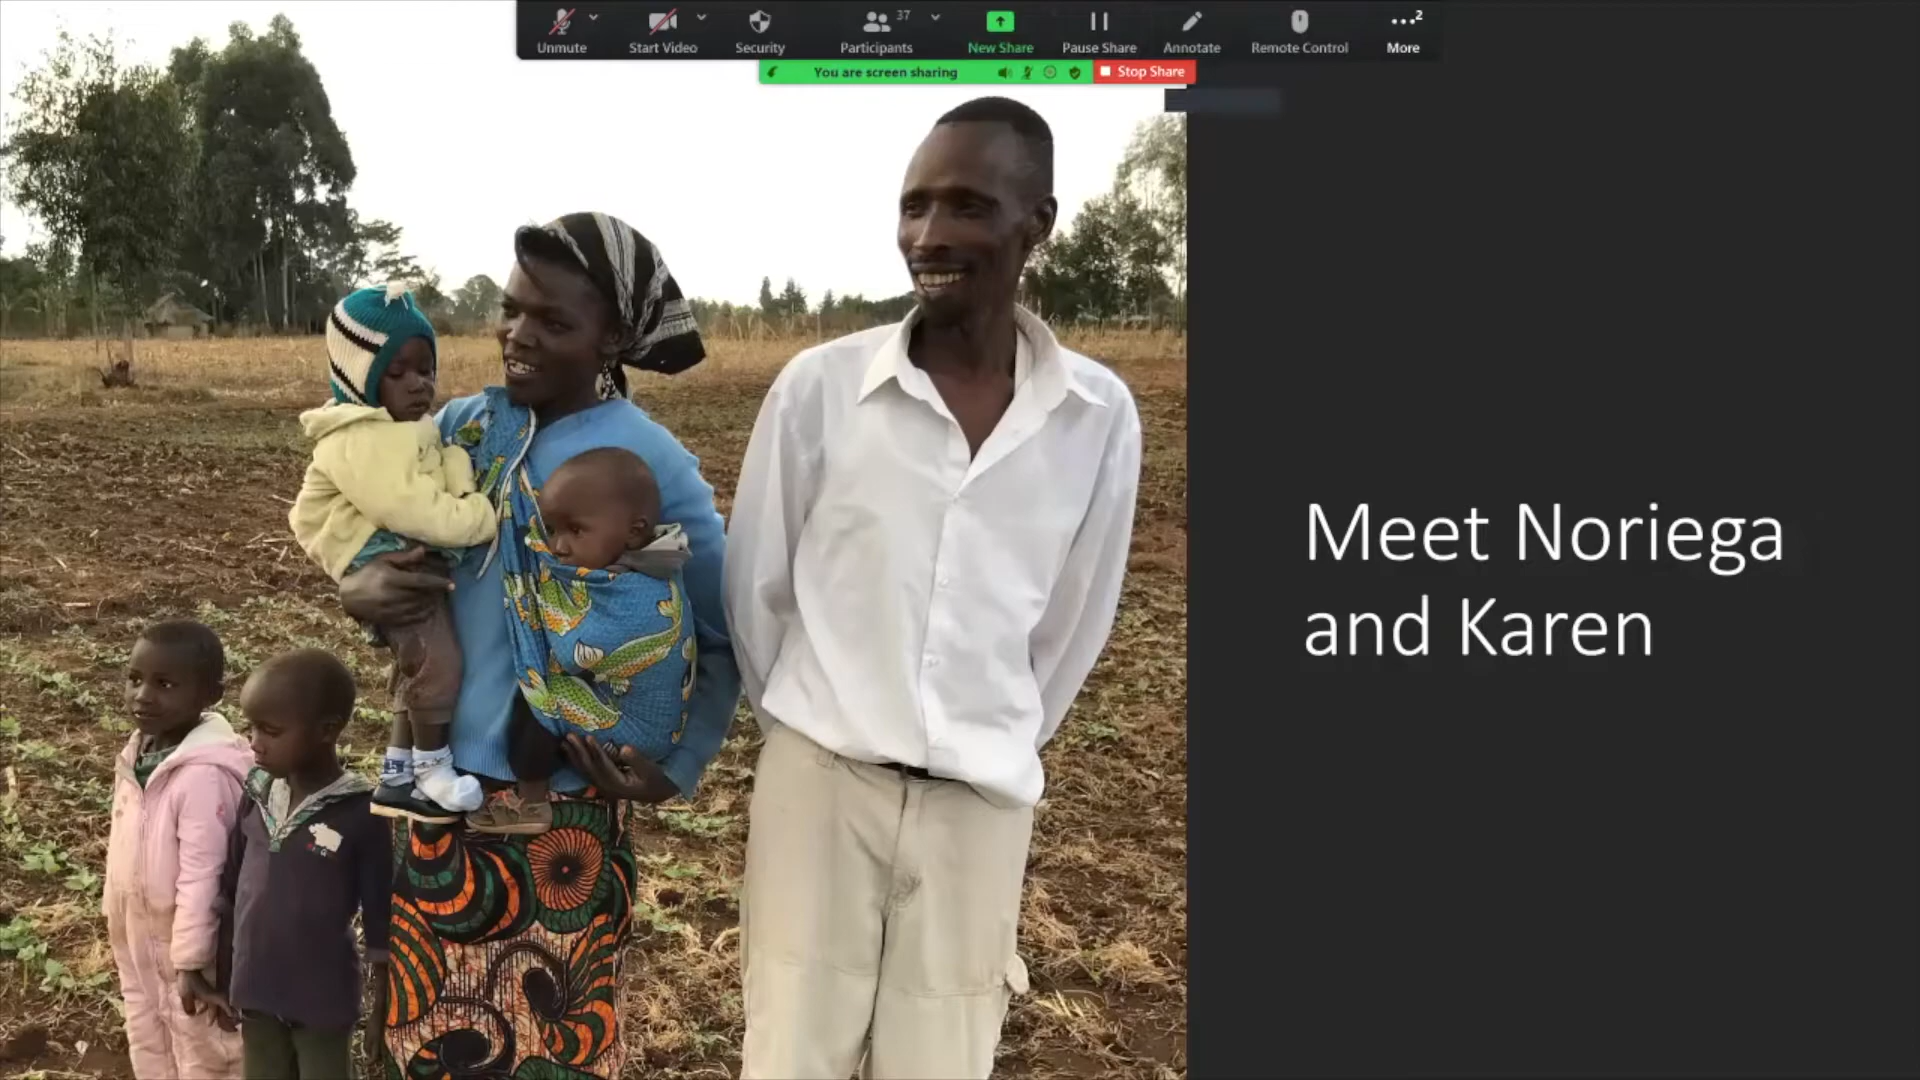 37
2
Unmute
Start Video
Security
Participants
New Share
Pause Share
Annotate
Remote Control
More
You are screen sharing
Stop Share
Meet Noriega
and Karen